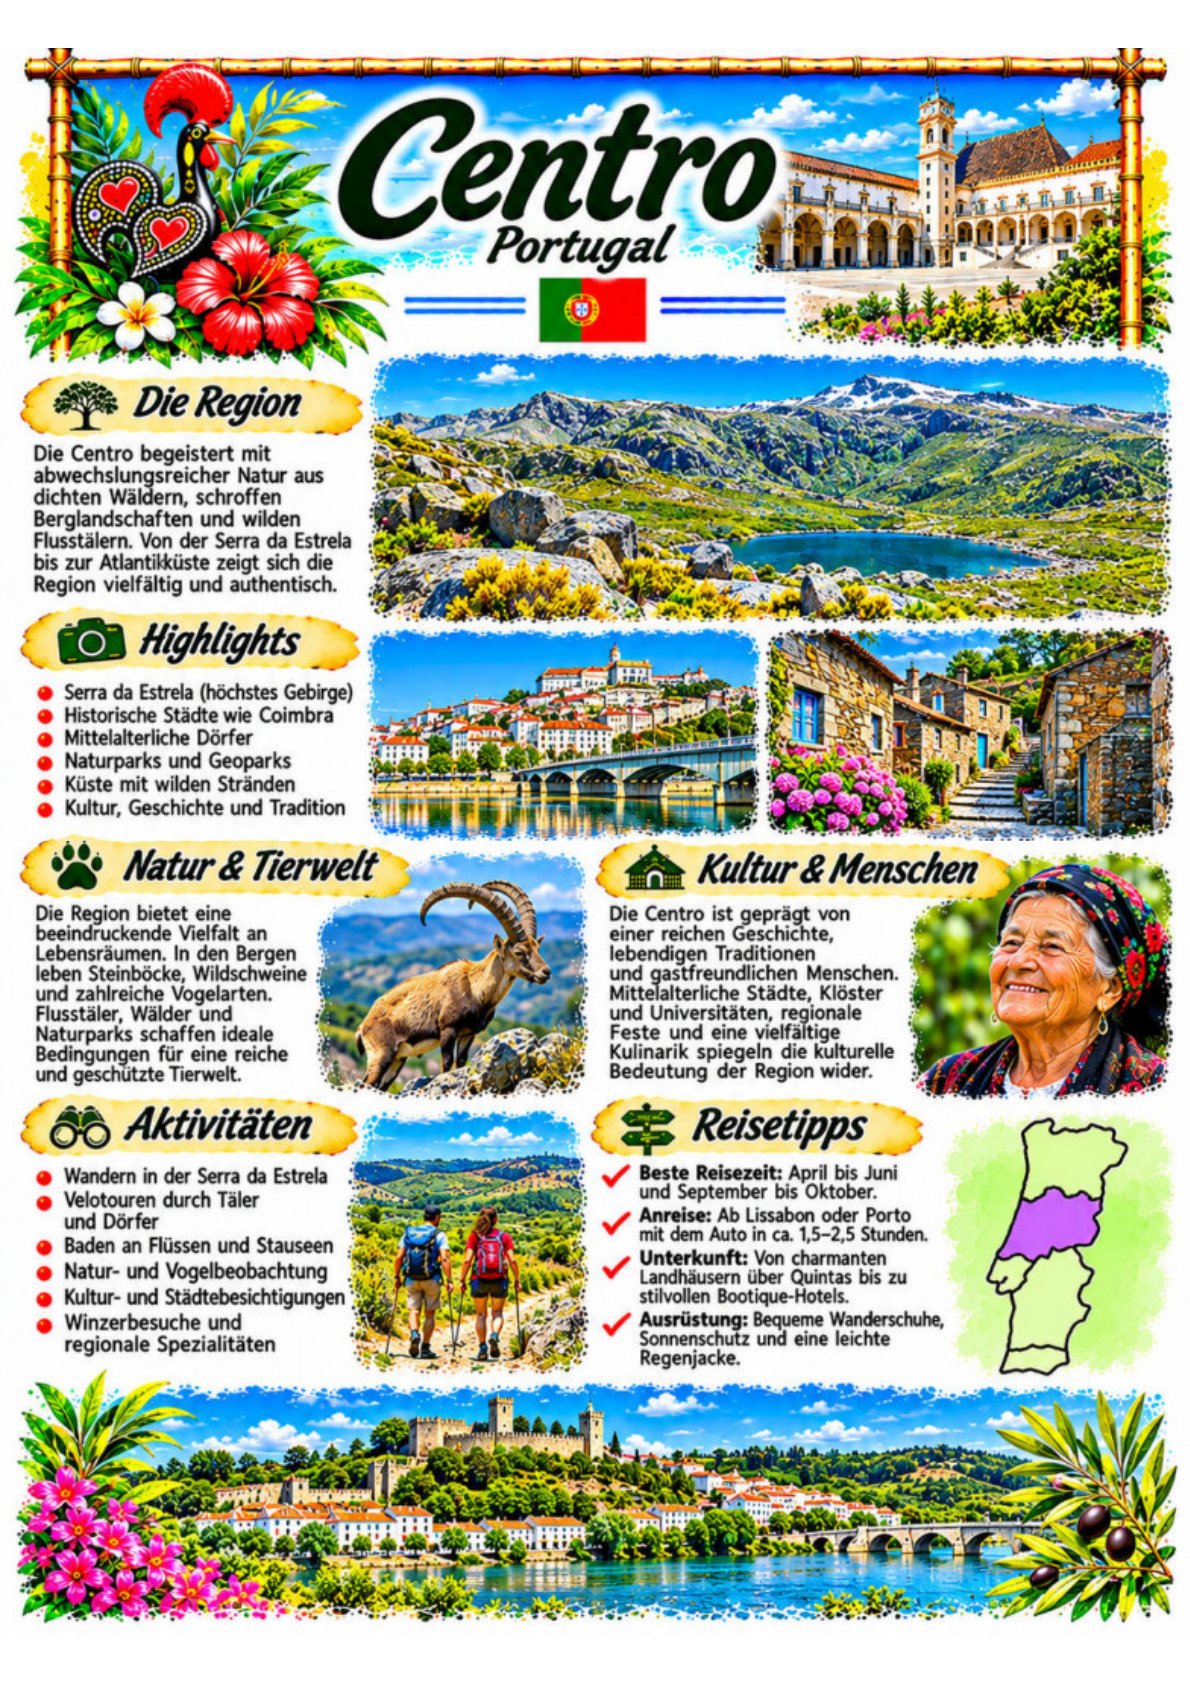 Centro
Portugal
Die Region
Die Centro begeistert mit
abwechslungsreicher Natur aus
dichten Wäldern, schroffen
Berglandschaften und wilden
Flusstälern. Von der Serra da Estrela
bis zur Atlantikküste zeigt sich die
Region vielfältig und authentisch.
Highlights
Serra da Estrela (höchstes Gebirge)
Historische Städte wie Coimbra
Mittelalterliche Dörfer
Naturparks und Geoparks
Küste mit wilden Stränden
Kultur, Geschichte und Tradition
Natur & Tierwelt
Die Region bietet eine
beeindruckende Vielfalt an
Lebensräumen. In den Bergen
leben Steinböcke, Wildschweine
und zahlreiche Vogelarten.
Flusstäler, Wälder und
Naturparks schaffen ideale
Bedingungen für eine reiche
und geschützte Tierwelt.
Kultur & Menschen
Die Centro ist geprägt von
einer reichen Geschichte,
lebendigen Traditionen
und gastfreundlichen Menschen.
Mittelalterliche Städte, Klöster
und Universitäten, regionale
Feste und eine vielfältige
Kulinarik spiegeln die kulturelle
Bedeutung der Region wider.
Aktivitäten
Wandern in der Serra da Estrela
Velotouren durch Täler
und Dörfer
Baden an Flüssen und Stauseen
Natur- und Vogelbeobachtung
Kultur- und Städtebesichtigungen
Winzerbesuche und
regionale Spezialitäten
Reisetipps
Beste Reisezeit: April bis Juni
und September bis Oktober.
Anreise: Ab Lissabon oder Porto
mit dem Auto in ca. 1,5–2,5 Stunden.
Unterkunft: Von charmanten
Landhäusern über Quintas bis zu
stilvollen Bootique-Hotels.
Ausrüstung: Bequeme Wanderschuhe,
Sonnenschutz und eine leichte
Regenjacke.